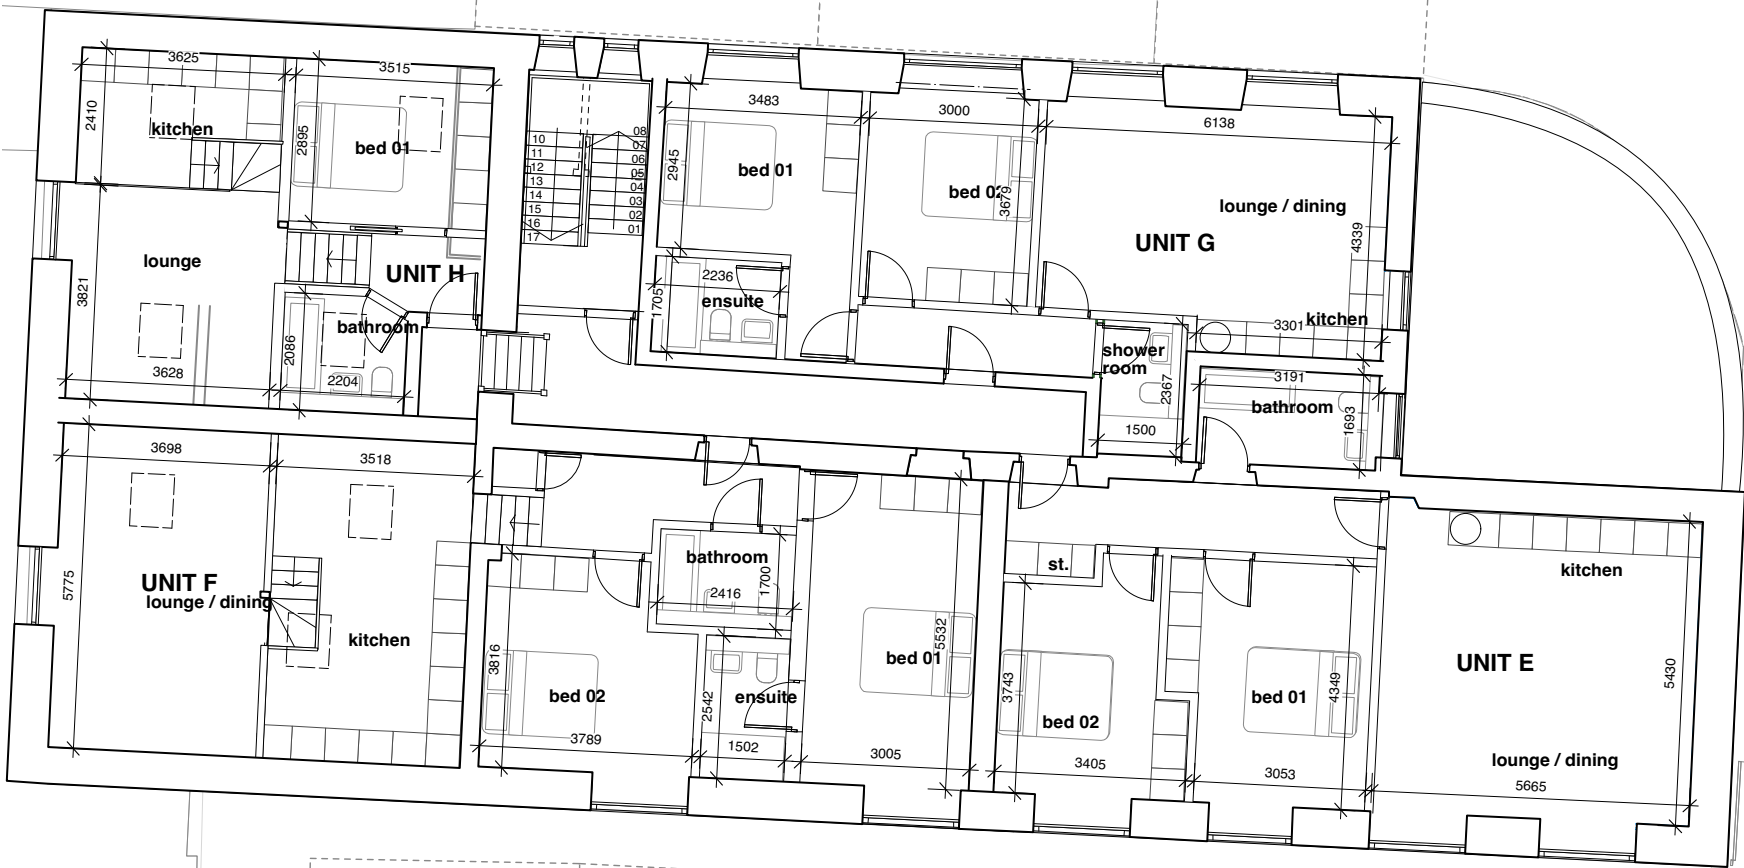 3625
3515
2410
kitchen
2895
bed 01
10
11
12
13
14
15
16
17
08
07
06
05
04
03
02
01
3483
3000
6138
2945
bed 01
bed 02
3679
lounge / dining
UNIT G
4339
lounge
UNIT H
3821
2236
ensuite
1705
bathroom
2086
3628
2204
kitchen
3301
shower
room
2367
3191
bathroom
1693
1500
3698
3518
UNIT F
lounge / dining
5775
kitchen
bathroom
1700
2416
st.
kitchen
3816
bed 02
2542
ensuite
5532
bed 01
3743
bed 02
bed 01
4349
UNIT E
5430
3789
1502
3005
3405
3053
lounge / dining
5665